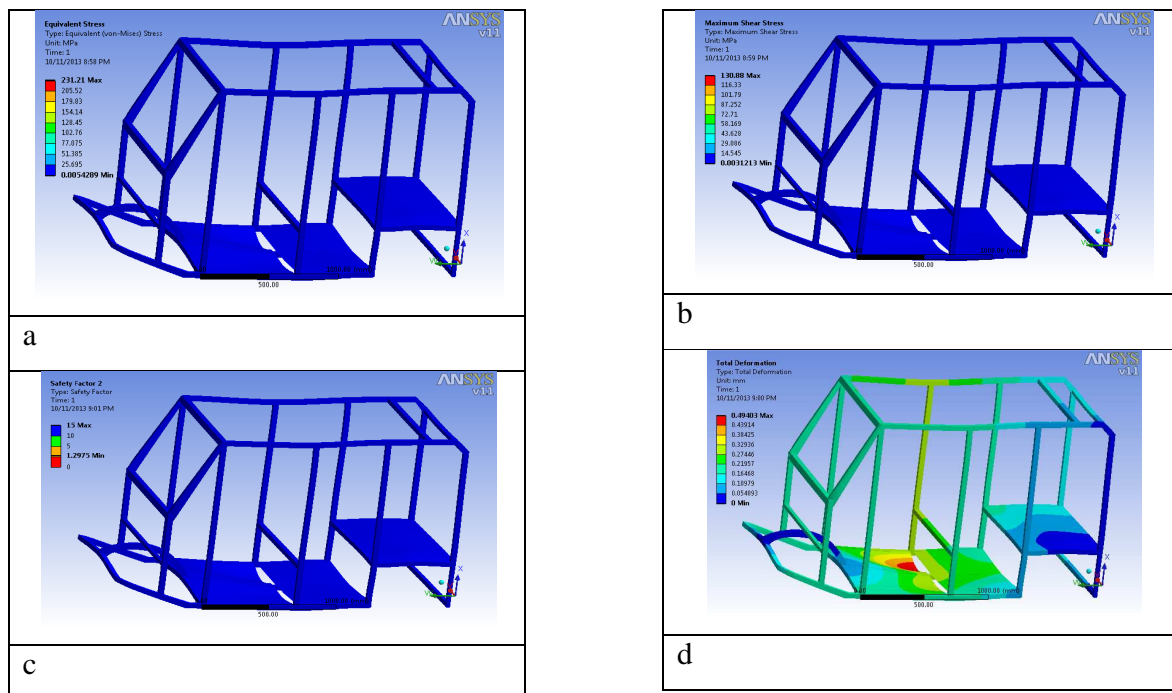 Equivalent Stress
Type: Equivalent (von-Mises) Stress
Unit: MPa
Time: 1
10/11/2013 8:58 PM
231.21 Max
205.52
179.83
154.14
128.45
102.76
77.075
51.385
25.695
0.0054289 Min
ANSYS
v11
X
500.00
a
Maximum Shear Stress
Type: Maximum Shear Stress
Unit: MPa
Time: 1
10/11/2013 8:59 PM
130.88 Max
116.33
101.79
87.252
72.71
58.169
43.628
29.086
14.545
0.0031213 Min
ANSYS
v11
X
500.00
b
Safety Factor 2
Type: Safety Factor
Time: 1
10/11/2013 9:01 PM
15 Max
10
5
1.2975 Min
0
ANSYS
v11
X
500.00
c
Total Deformation
Type: Total Deformation
Unit: mm
Time: 1
10/11/2013 9:00 PM
0.49403 Max
0.43914
0.38425
0.32936
0.27446
0.21957
0.16468
0.10979
0.054893
0 Min
ANSYS
v11
X
0.00
1000.00 (mm)
500.00
d